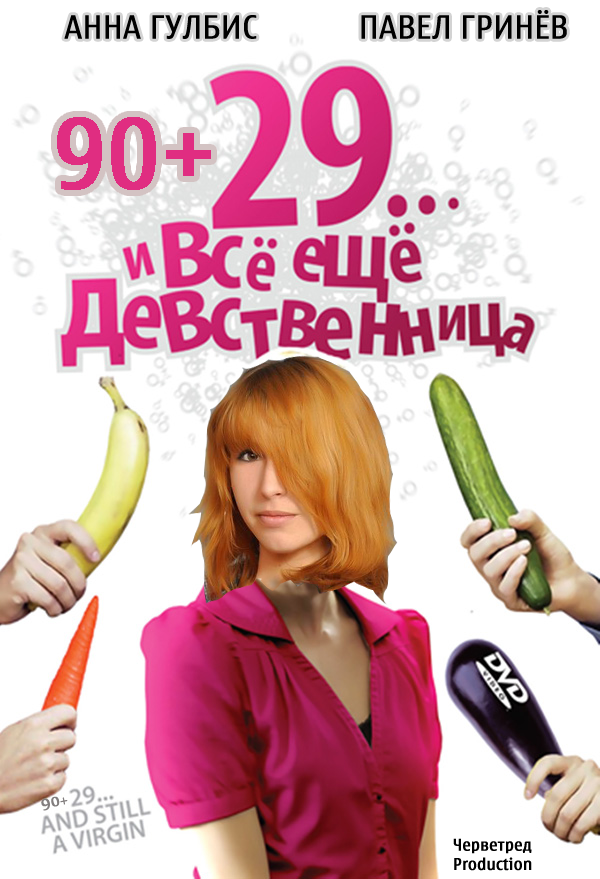 АННА ГУЛБИС ПАВЕЛ ГРИНЁВ
90+29...
и Всё ещё
Девственница
DVD
VIDEO
90+29...
AND STILL
A VIRGIN
Черветред
Production